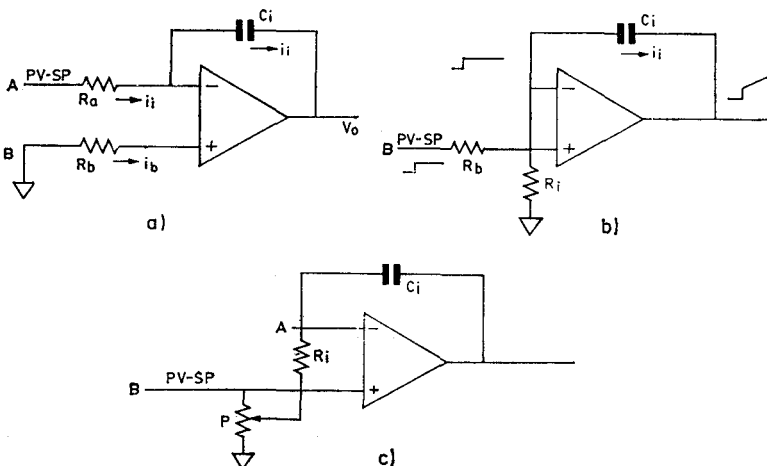 Ci
ii
A PV-SP
Ra ii
−
B
Rb ib
+
Vo
a)
Ci
ii
−
B PV-SP
Rb
+
Ri
b)
Ci
A
−
Ri
B PV-SP
+
P
c)